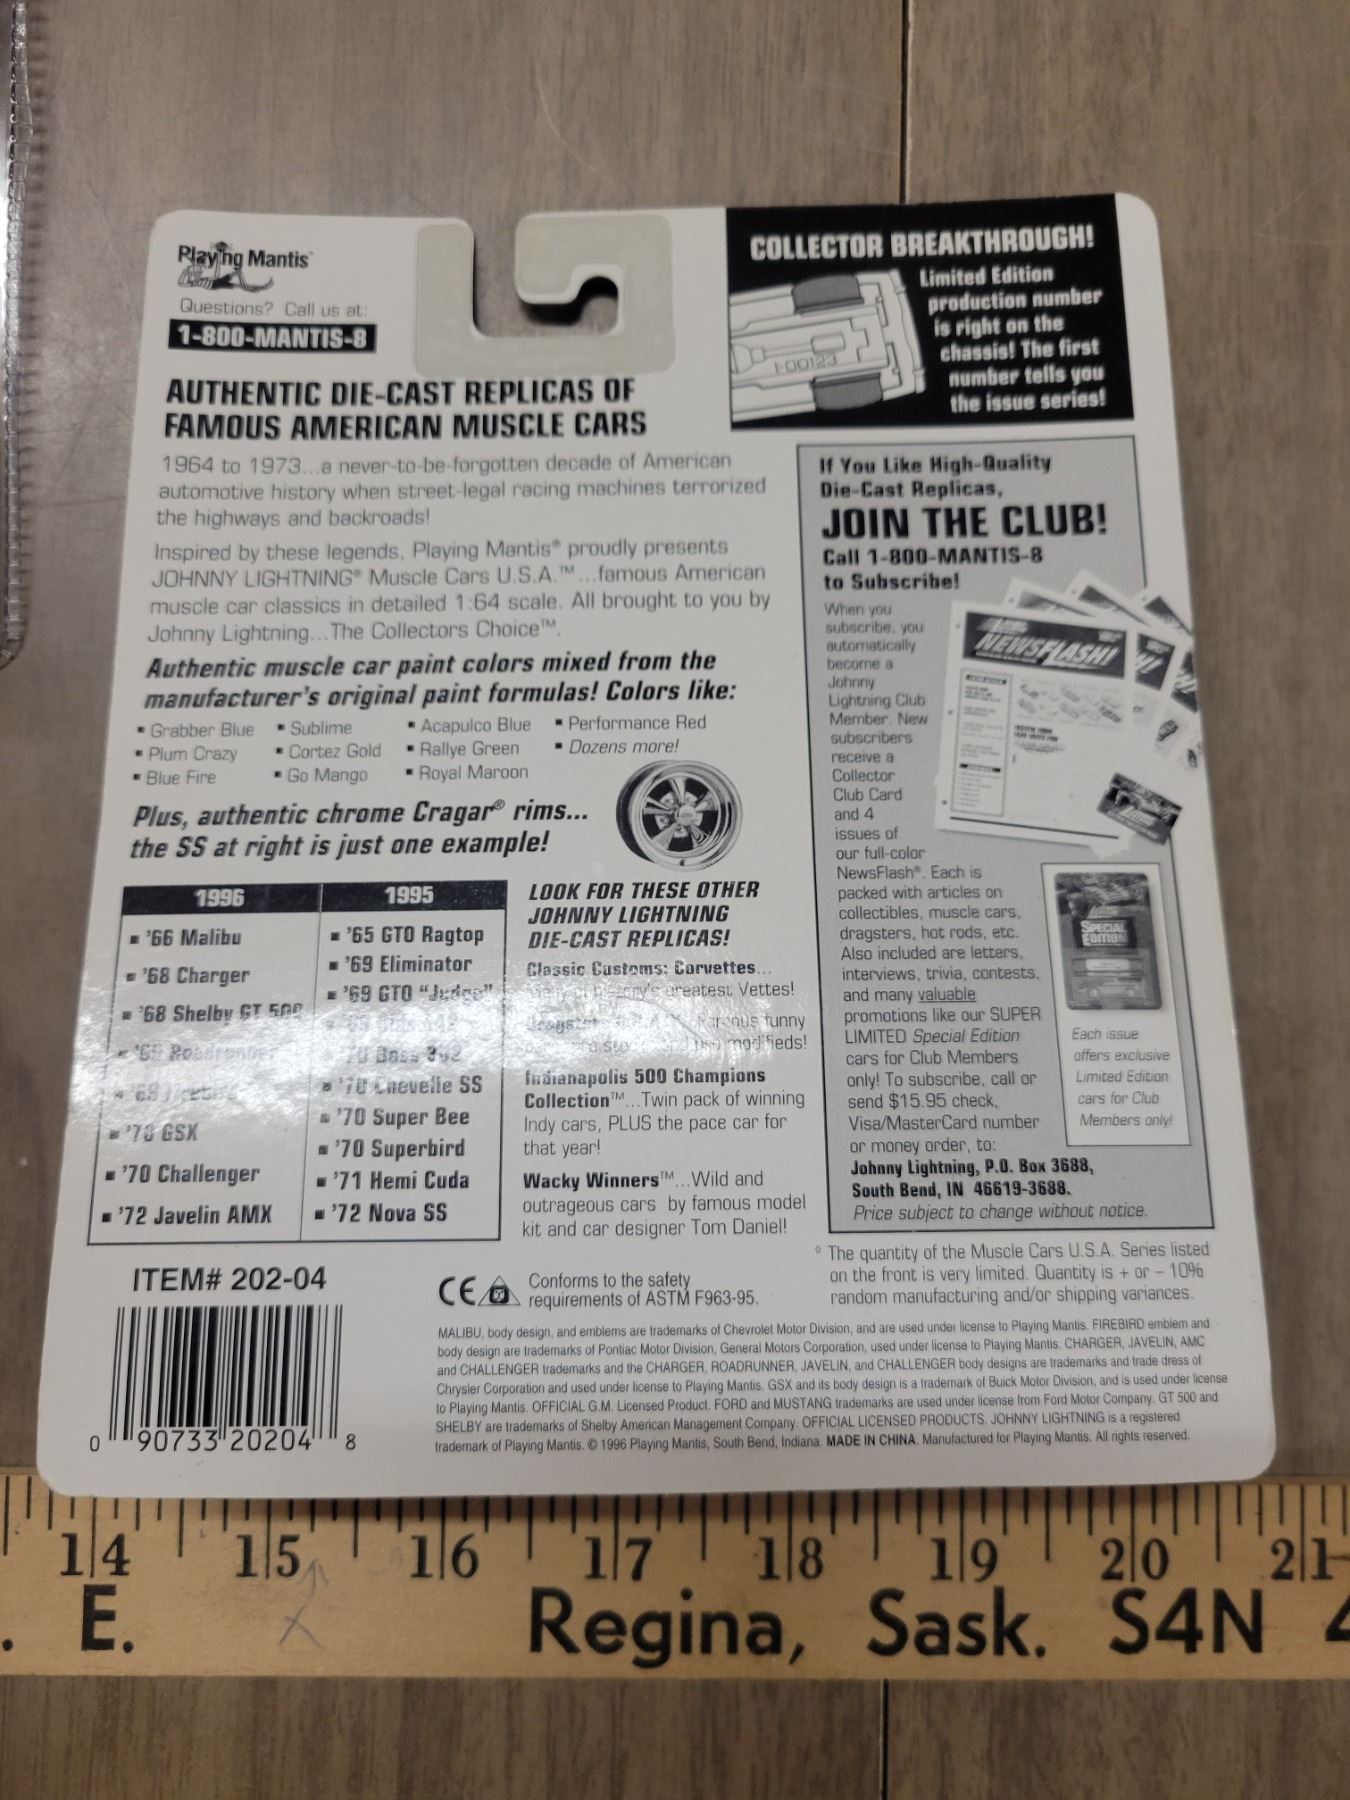 Playing Mantis™
Questions? Call us at:
1-800-MANTIS-8
AUTHENTIC DIE-CAST REPLICAS OF
FAMOUS AMERICAN MUSCLE CARS
1964 to 1973...a never-to-be-forgotten decade of American
automotive history when street-legal racing machines terrorized
the highways and backroads!
Inspired by these legends, Playing Mantis® proudly presents
JOHNNY LIGHTNING® Muscle Cars U.S.A.™...famous American
muscle car classics in detailed 1:64 scale. All brought to you by
Johnny Lightning...The Collectors Choice™.
Authentic muscle car paint colors mixed from the
manufacturer's original paint formulas! Colors like:
▪ Grabber Blue ▪ Sublime ▪ Acapulco Blue ▪ Performance Red
▪ Plum Crazy ▪ Cortez Gold ▪ Rallye Green ▪ Dozens more!
▪ Blue Fire ▪ Go Mango ▪ Royal Maroon
Plus, authentic chrome Cragar® rims...
the SS at right is just one example!
1996
▪ '66 Malibu
▪ '68 Charger
▪ '68 Shelby GT 500
▪ '69 Roadrunner
▪ '69 Firebird
▪ '70 GSX
▪ '70 Challenger
▪ '72 Javelin AMX
1995
▪ '65 GTO Ragtop
▪ '69 Eliminator
▪ '69 GTO "Judge"
▪ '70 Boss 302
▪ '70 Chevelle SS
▪ '70 Super Bee
▪ '70 Superbird
▪ '71 Hemi Cuda
▪ '72 Nova SS
LOOK FOR THESE OTHER
JOHNNY LIGHTNING
DIE-CAST REPLICAS!
Classic Customs: Corvettes...
Many of history's greatest Vettes!
Famous funny
modifieds!
Indianapolis 500 Champions
Collection™...Twin pack of winning
Indy cars, PLUS the pace car for
that year!
Wacky Winners™...Wild and
outrageous cars by famous model
kit and car designer Tom Daniel!
ITEM# 202-04
0 90733 20204 8
CE
Conforms to the safety
requirements of ASTM F963-95.
COLLECTOR BREAKTHROUGH!
Limited Edition
production number
is right on the
chassis! The first
number tells you
the issue series!
1-00123
If You Like High-Quality
Die-Cast Replicas,
JOIN THE CLUB!
Call 1-800-MANTIS-8
to Subscribe!
When you
subscribe, you
automatically
become a
Johnny
Lightning Club
Member. New
subscribers
receive a
Collector
Club Card
and 4
issues of
our full-color
NewsFlash®. Each is
packed with articles on
collectibles, muscle cars,
dragsters, hot rods, etc.
Also included are letters,
interviews, trivia, contests,
and many valuable
promotions like our SUPER
LIMITED Special Edition
cars for Club Members
only! To subscribe, call or
send $15.95 check,
Visa/MasterCard number
or money order, to:
Johnny Lightning, P.O. Box 3688,
South Bend, IN 46619-3688.
Price subject to change without notice.
NEWSFLASH!
SPECIAL
EDITION
Each issue
offers exclusive
Limited Edition
cars for Club
Members only!
* The quantity of the Muscle Cars U.S.A. Series listed
on the front is very limited. Quantity is + or – 10%
random manufacturing and/or shipping variances.
MALIBU, body design, and emblems are trademarks of Chevrolet Motor Division, and are used under license to Playing Mantis. FIREBIRD emblem and
body design are trademarks of Pontiac Motor Division, General Motors Corporation, used under license to Playing Mantis. CHARGER, JAVELIN, AMC
and CHALLENGER trademarks and the CHARGER, ROADRUNNER, JAVELIN, and CHALLENGER body designs are trademarks and trade dress of
Chrysler Corporation and used under license to Playing Mantis. GSX and its body design is a trademark of Buick Motor Division, and is used under license
to Playing Mantis. OFFICIAL G.M. Licensed Product. FORD and MUSTANG trademarks are used under license from Ford Motor Company. GT 500 and
SHELBY are trademarks of Shelby American Management Company. OFFICIAL LICENSED PRODUCTS. JOHNNY LIGHTNING is a registered
trademark of Playing Mantis. © 1996 Playing Mantis, South Bend, Indiana. MADE IN CHINA. Manufactured for Playing Mantis. All rights reserved.
14 15 16 17 18 19 20 21
. E. X Regina, Sask. S4N